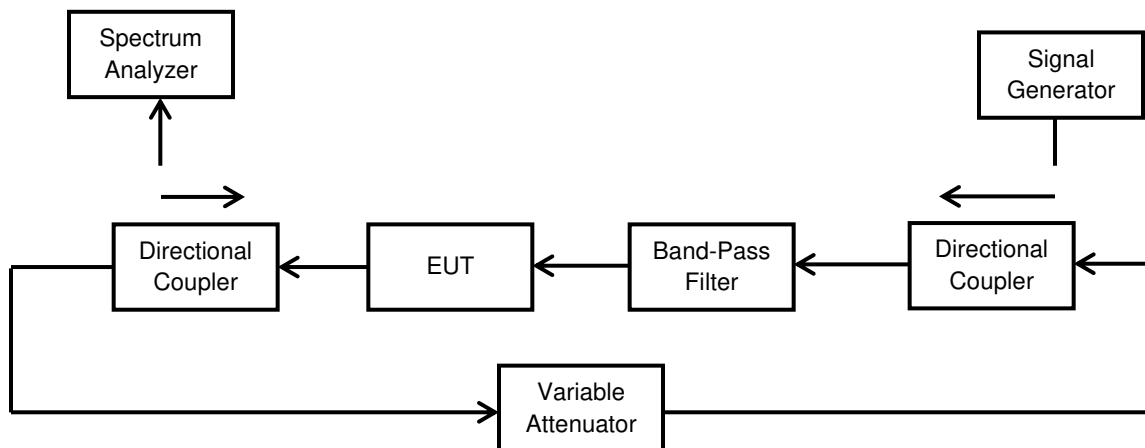 Spectrum
Analyzer
Signal
Generator
Directional
Coupler
EUT
Band-Pass
Filter
Directional
Coupler
Variable
Attenuator